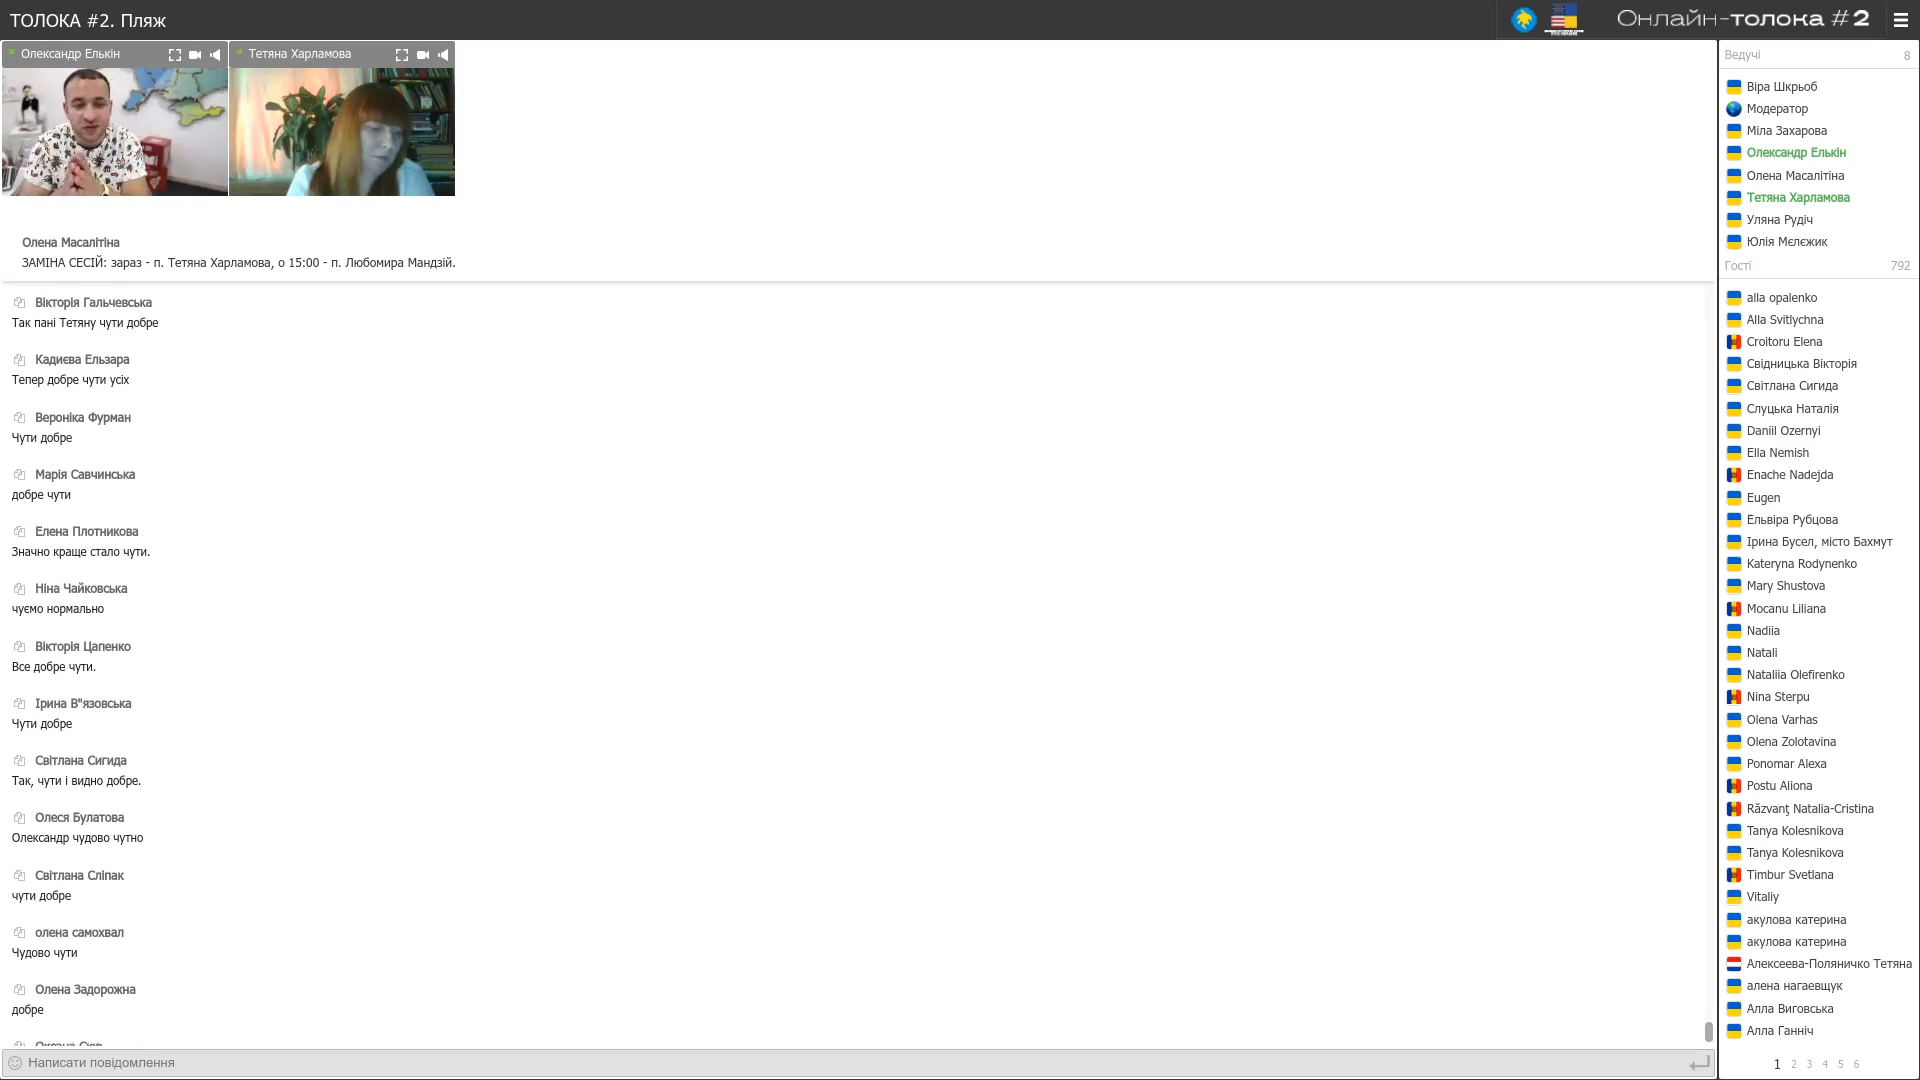 ТОЛОКА #2. Пляж
Онлайн-толока #2
Олександр Елькін
Тетяна Харламова
Олена Масалітіна
ЗАМІНА СЕСІЙ: зараз - п. Тетяна Харламова, о 15:00 - п. Любомира Мандзій.
Вікторія Гальчевська
Так пані Тетяну чути добре
Кадиєва Ельзара
Тепер добре чути усіх
Вероніка Фурман
Чути добре
Марія Савчинська
добре чути
Елена Плотникова
Значно краще стало чути.
Ніна Чайковська
чуємо нормально
Вікторія Цапенко
Все добре чути.
Ірина В"язовська
Чути добре
Світлана Сигида
Так, чути і видно добре.
Олеся Булатова
Олександр чудово чутно
Світлана Сліпак
чути добре
олена самохвал
Чудово чути
Олена Задорожна
добре
Написати повідомлення
Ведучі 8
Віра Шкрьоб
Модератор
Міла Захарова
Олександр Елькін
Олена Масалітіна
Тетяна Харламова
Уляна Рудіч
Юлія Мєлєжик
Гості 792
alla opalenko
Alla Svitlychna
Croitoru Elena
Свідницька Вікторія
Світлана Сигида
Слуцька Наталія
Daniil Ozernyi
Ella Nemish
Enache Nadejda
Eugen
Ельвіра Рубцова
Ірина Бусел, місто Бахмут
Kateryna Rodynenko
Mary Shustova
Mocanu Liliana
Nadiia
Natali
Nataliia Olefirenko
Nina Sterpu
Olena Varhas
Olena Zolotavina
Ponomar Alexa
Postu Aliona
Răzvanţ Natalia-Cristina
Tanya Kolesnikova
Tanya Kolesnikova
Timbur Svetlana
Vitaliy
акулова катерина
акулова катерина
Алексеева-Поляничко Тетяна
алена нагаевщук
Алла Виговська
Алла Ганніч
1 2 3 4 5 6